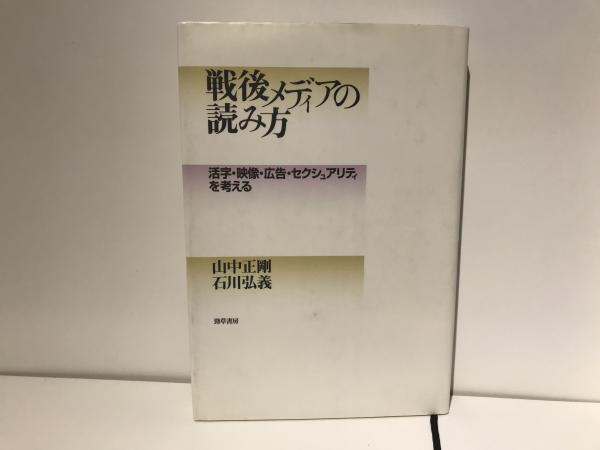 戦後メディアの
読み方
活字・映像・広告・セクシュアリティ
を考える
山中正剛
石川弘義
勁草書房